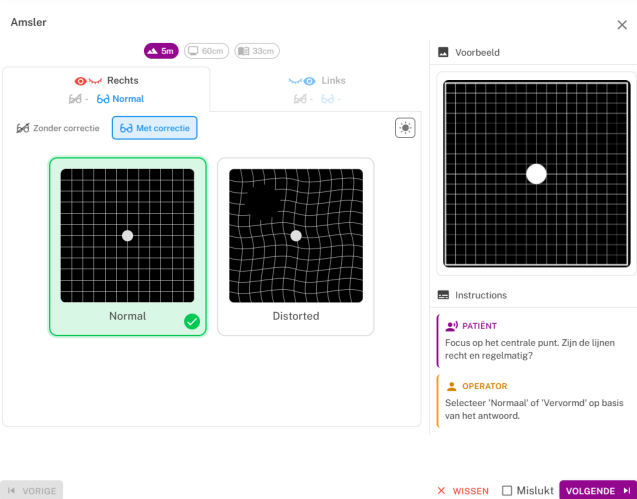 Amsler
5m
60cm
33cm
Rechts
Links
- Normal
- -
Zonder correctie
Met correctie
Normal
Distorted
Voorbeeld
Instructions
PATIËNT
Focus op het centrale punt. Zijn de lijnen
recht en regelmatig?
OPERATOR
Selecteer 'Normaal' of 'Vervormd' op basis
van het antwoord.
VORIGE
WISSEN
Mislukt
VOLGENDE